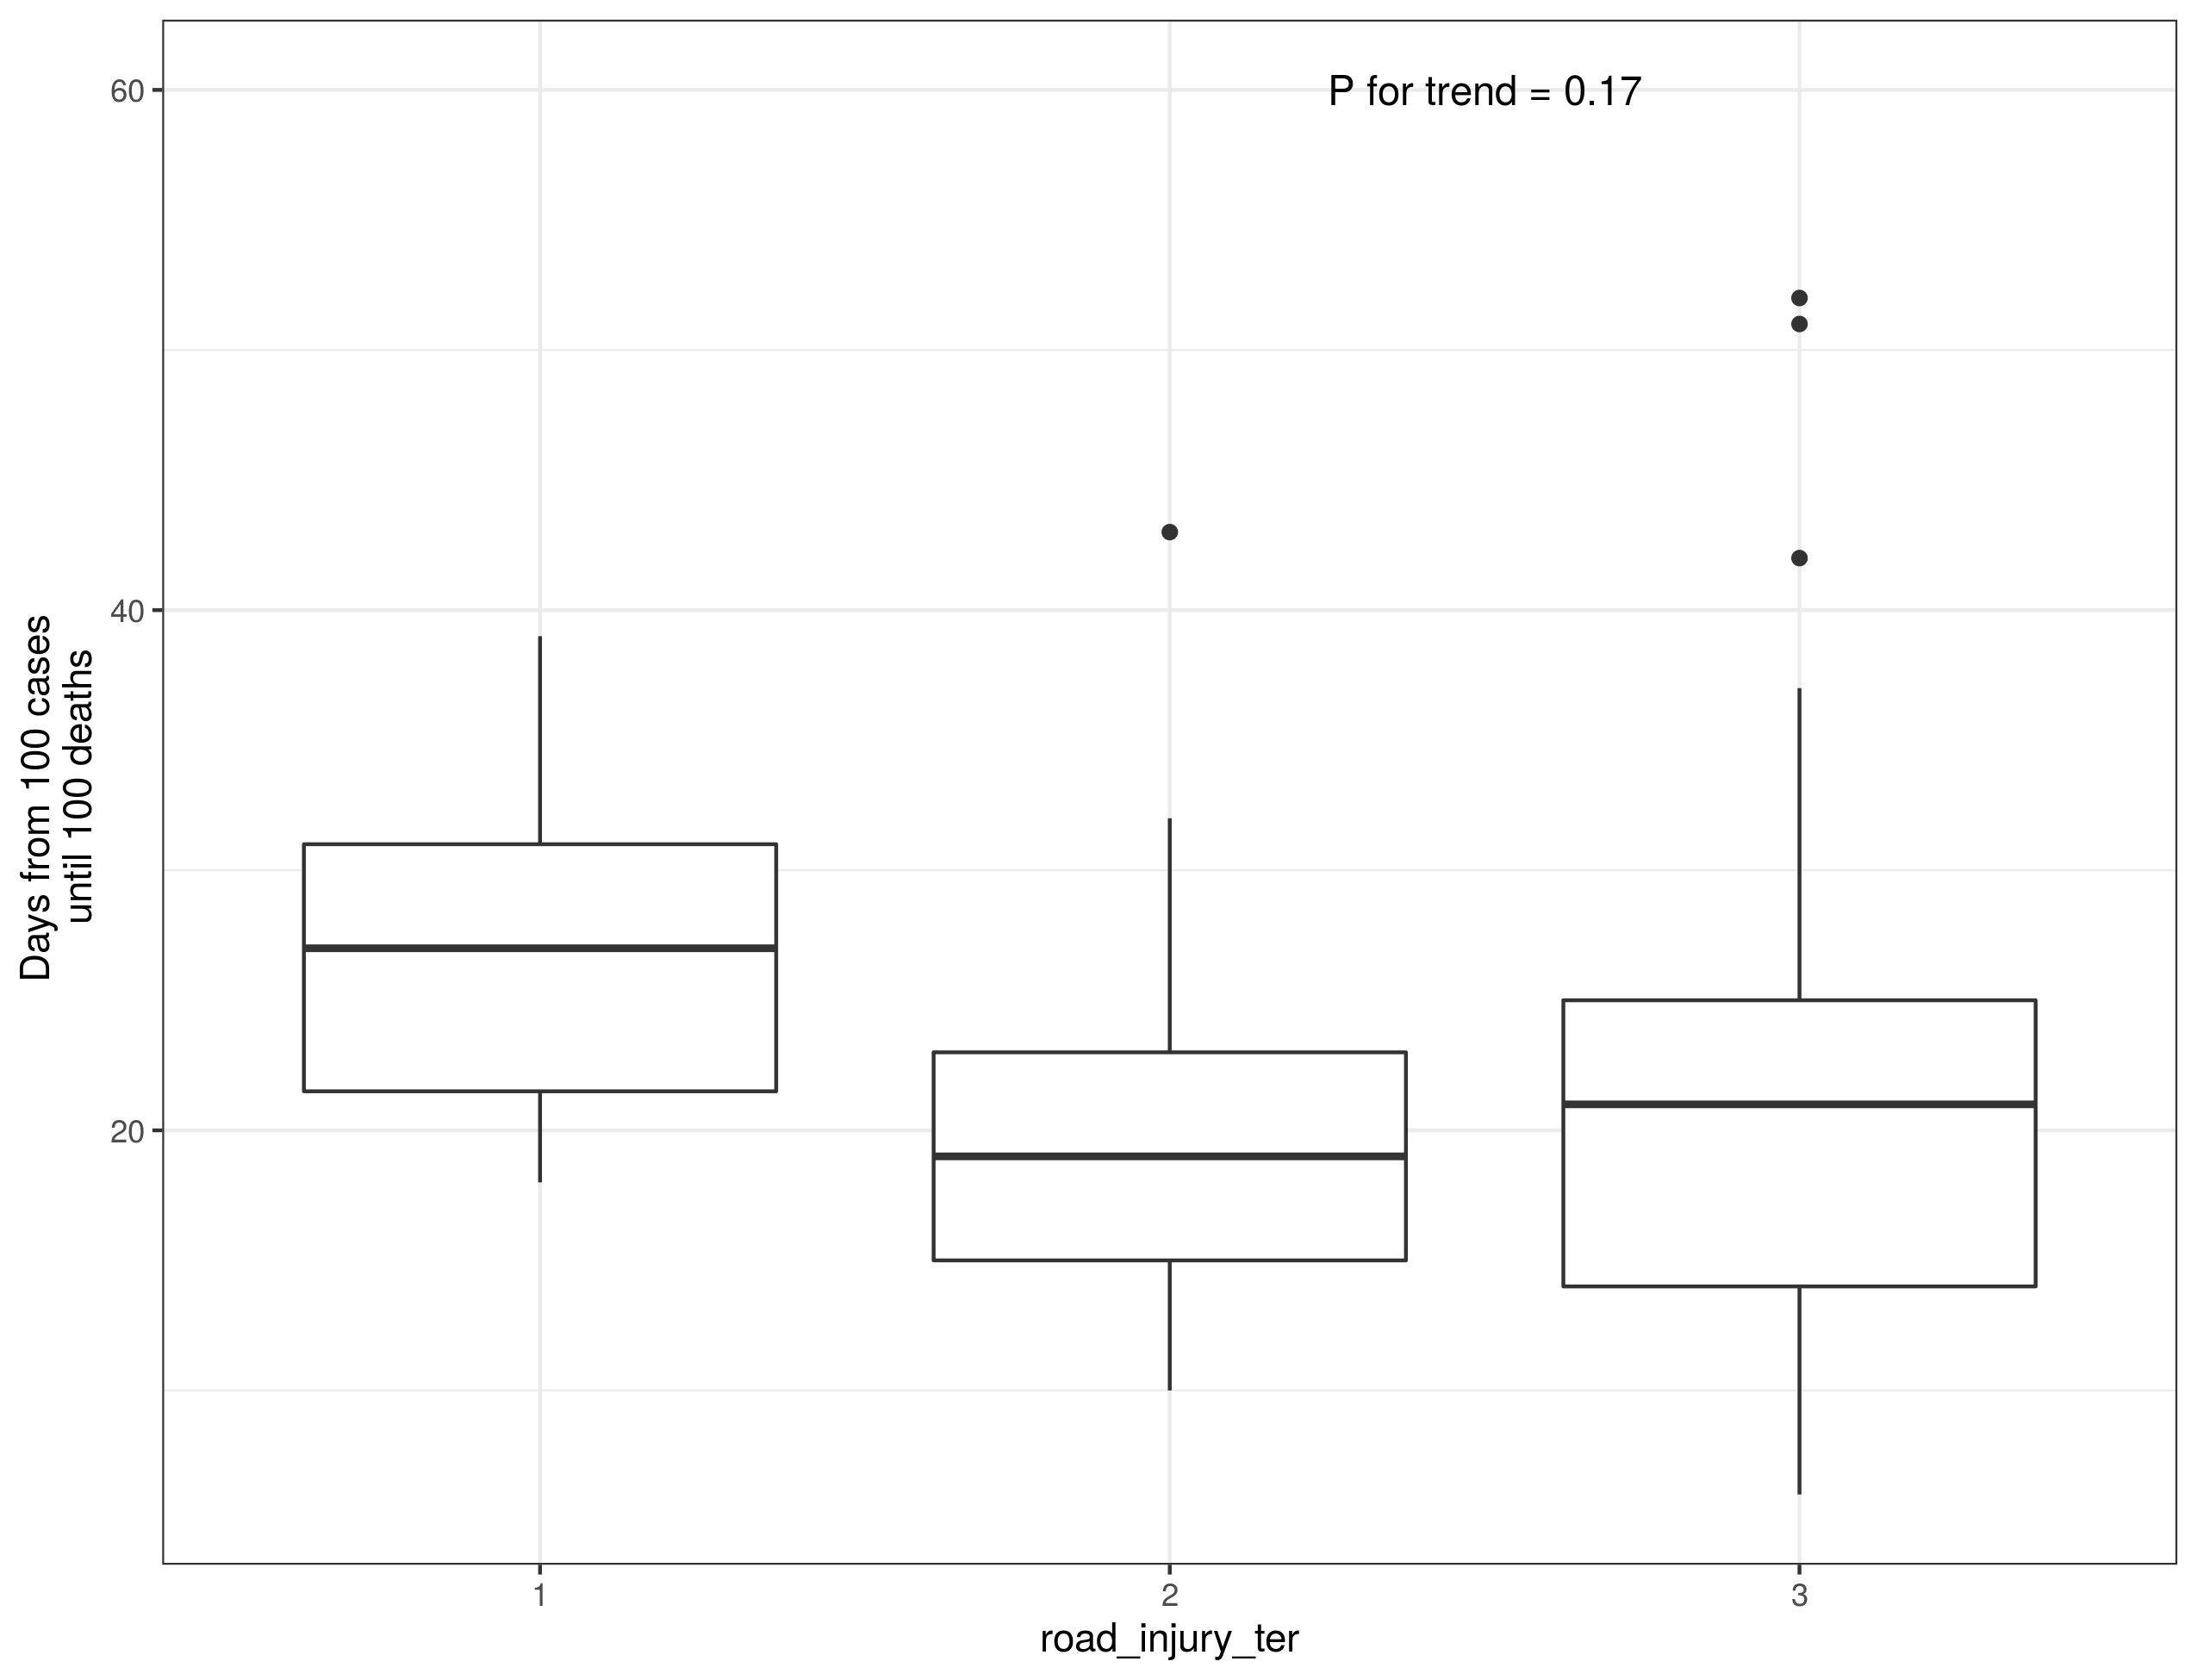 P for trend = 0.17
60
40
20
Days from 100 cases
until 100 deaths
1
2
3
road_injury_ter